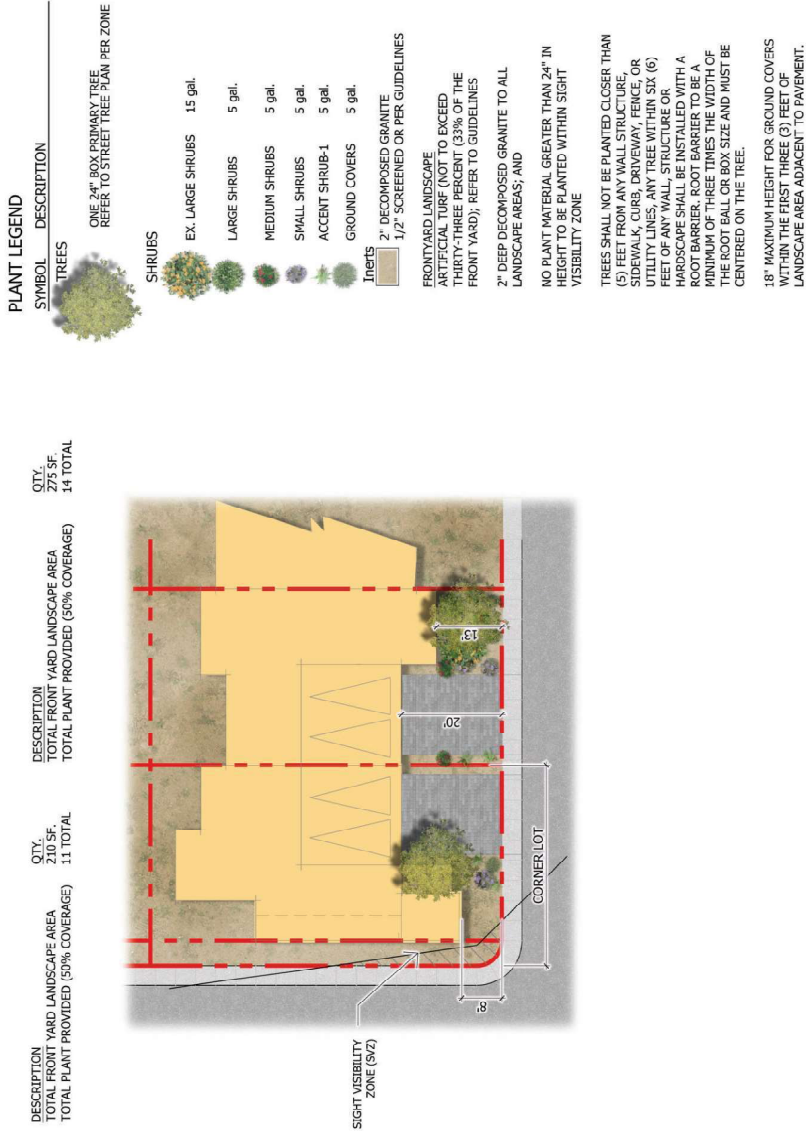 DESCRIPTION
TOTAL FRONT YARD LANDSCAPE AREA
TOTAL PLANT PROVIDED (50% COVERAGE)
QTY.
210 SF.
11 TOTAL
DESCRIPTION
TOTAL FRONT YARD LANDSCAPE AREA
TOTAL PLANT PROVIDED (50% COVERAGE)
QTY.
275 SF.
14 TOTAL
SIGHT VISIBILITY
ZONE (SVZ)
8'
CORNER LOT
20'
13'
PLANT LEGEND
SYMBOL DESCRIPTION
TREES
ONE 24" BOX PRIMARY TREE
REFER TO STREET TREE PLAN PER ZONE
SHRUBS
EX. LARGE SHRUBS 15 gal.
LARGE SHRUBS 5 gal.
MEDIUM SHRUBS 5 gal.
SMALL SHRUBS 5 gal.
ACCENT SHRUB-1 5 gal.
GROUND COVERS 5 gal.
Inerts
2" DECOMPOSED GRANITE
1/2" SCREEENED OR PER GUIDELINES
FRONTYARD LANDSCAPE
ARTIFICIAL TURF (NOT TO EXCEED
THIRTY-THREE PERCENT (33% OF THE
FRONT YARD); REFER TO GUIDELINES
2" DEEP DECOMPOSED GRANITE TO ALL
LANDSCAPE AREAS; AND
NO PLANT MATERIAL GREATER THAN 24" IN
HEIGHT TO BE PLANTED WITHIN SIGHT
VISIBILITY ZONE
TREES SHALL NOT BE PLANTED CLOSER THAN
(5) FEET FROM ANY WALL STRUCTURE,
SIDEWALK, CURB, DRIVEWAY, FENCE, OR
UTILITY LINES, ANY TREE WITHIN SIX (6)
FEET OF ANY WALL, STRUCTURE OR
HARDSCAPE SHALL BE INSTALLED WITH A
ROOT BARRIER. ROOT BARRIER TO BE A
MINIMUM OF THREE TIMES THE WIDTH OF
THE ROOT BALL OR BOX SIZE AND MUST BE
CENTERED ON THE TREE.
18' MAXIMUM HEIGHT FOR GROUND COVERS
WITHIN THE FIRST THREE (3) FEET OF
LANDSCAPE AREA ADJACENT TO PAVEMENT.